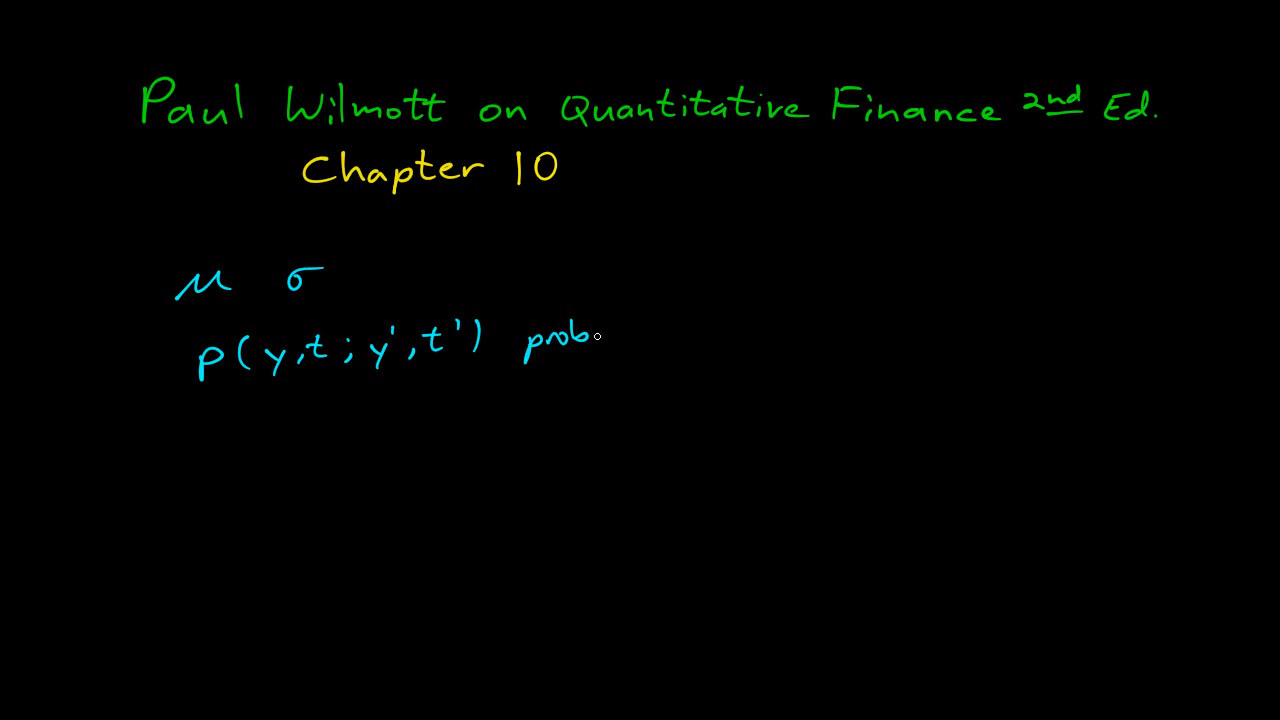 Paul Wilmott on Quantitative Finance 2nd Ed.
Chapter 10
μ σ
p(y,t;y',t') prob